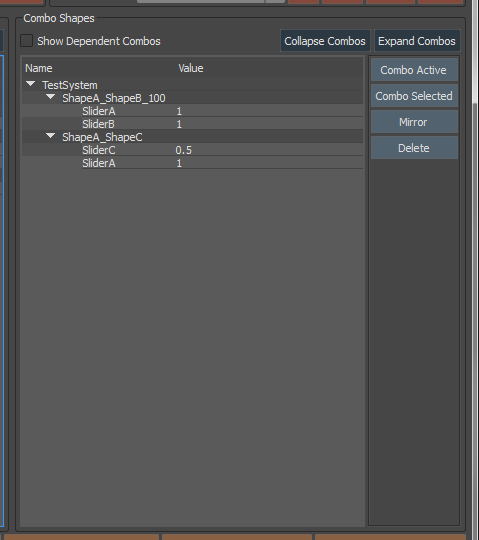 Combo Shapes
Show Dependent Combos
Collapse Combos
Expand Combos
Name Value
TestSystem
ShapeA_ShapeB_100
SliderA 1
SliderB 1
ShapeA_ShapeC
SliderC 0.5
SliderA 1
Combo Active
Combo Selected
Mirror
Delete